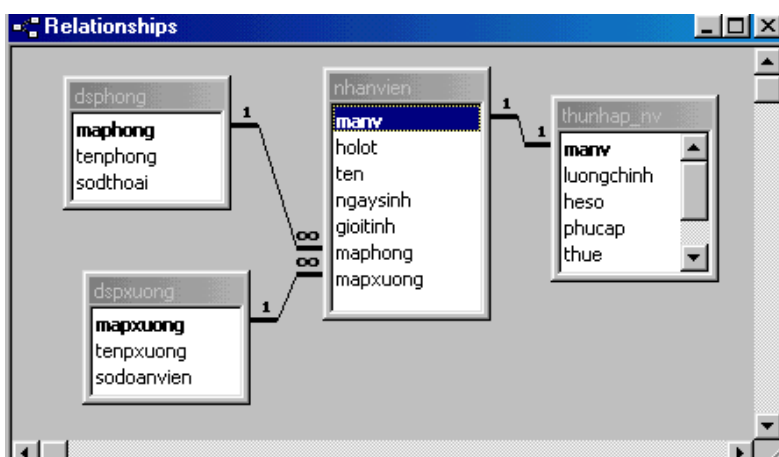 Relationships
dsphong
maphong
tenphong
sodthoai
nhanvien
manv
holot
ten
ngaysinh
gioitinh
maphong
mapxuong
thunhap_nv
manv
luongchinh
heso
phucap
thue
dspxuong
mapxuong
tenpxuong
sodoanvien
1
∞
∞
1
1
1